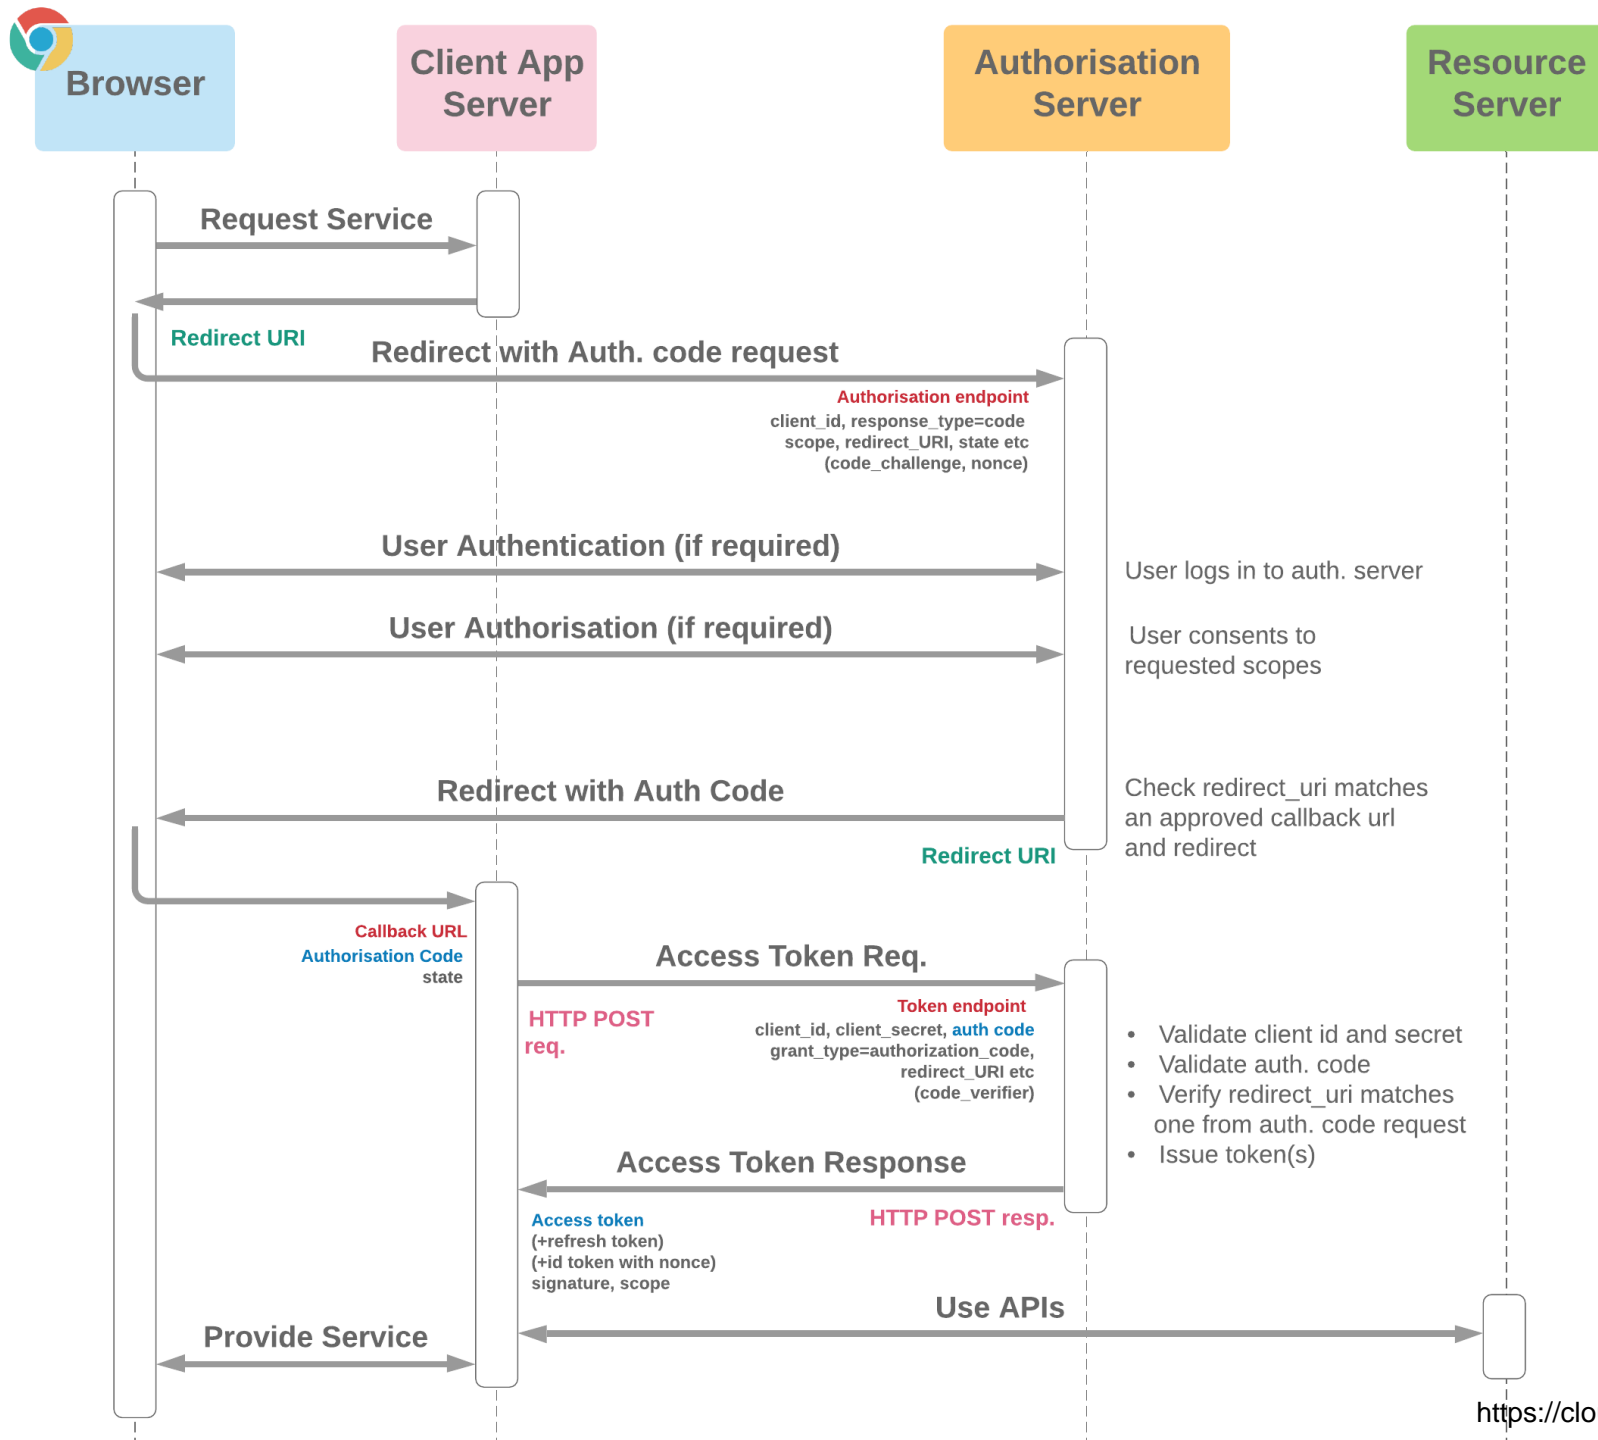 Browser
Client App
Server
Authorisation
Server
Resource
Server
Request Service
Redirect URI
Redirect with Auth. code request
Authorisation endpoint
client_id, response_type=code
scope, redirect_URI, state etc
(code_challenge, nonce)
User Authentication (if required)
User logs in to auth. server
User Authorisation (if required)
User consents to
requested scopes
Redirect with Auth Code
Check redirect_uri matches
an approved callback url
and redirect
Redirect URI
Callback URL
Authorisation Code
state
Access Token Req.
HTTP POST
req.
Token endpoint
client_id, client_secret, auth code
grant_type=authorization_code,
redirect_URI etc
(code_verifier)
• Validate client id and secret
• Validate auth. code
• Verify redirect_uri matches
one from auth. code request
• Issue token(s)
Access Token Response
HTTP POST resp.
Access token
(+refresh token)
(+id token with nonce)
signature, scope
Use APIs
Provide Service
https://clo